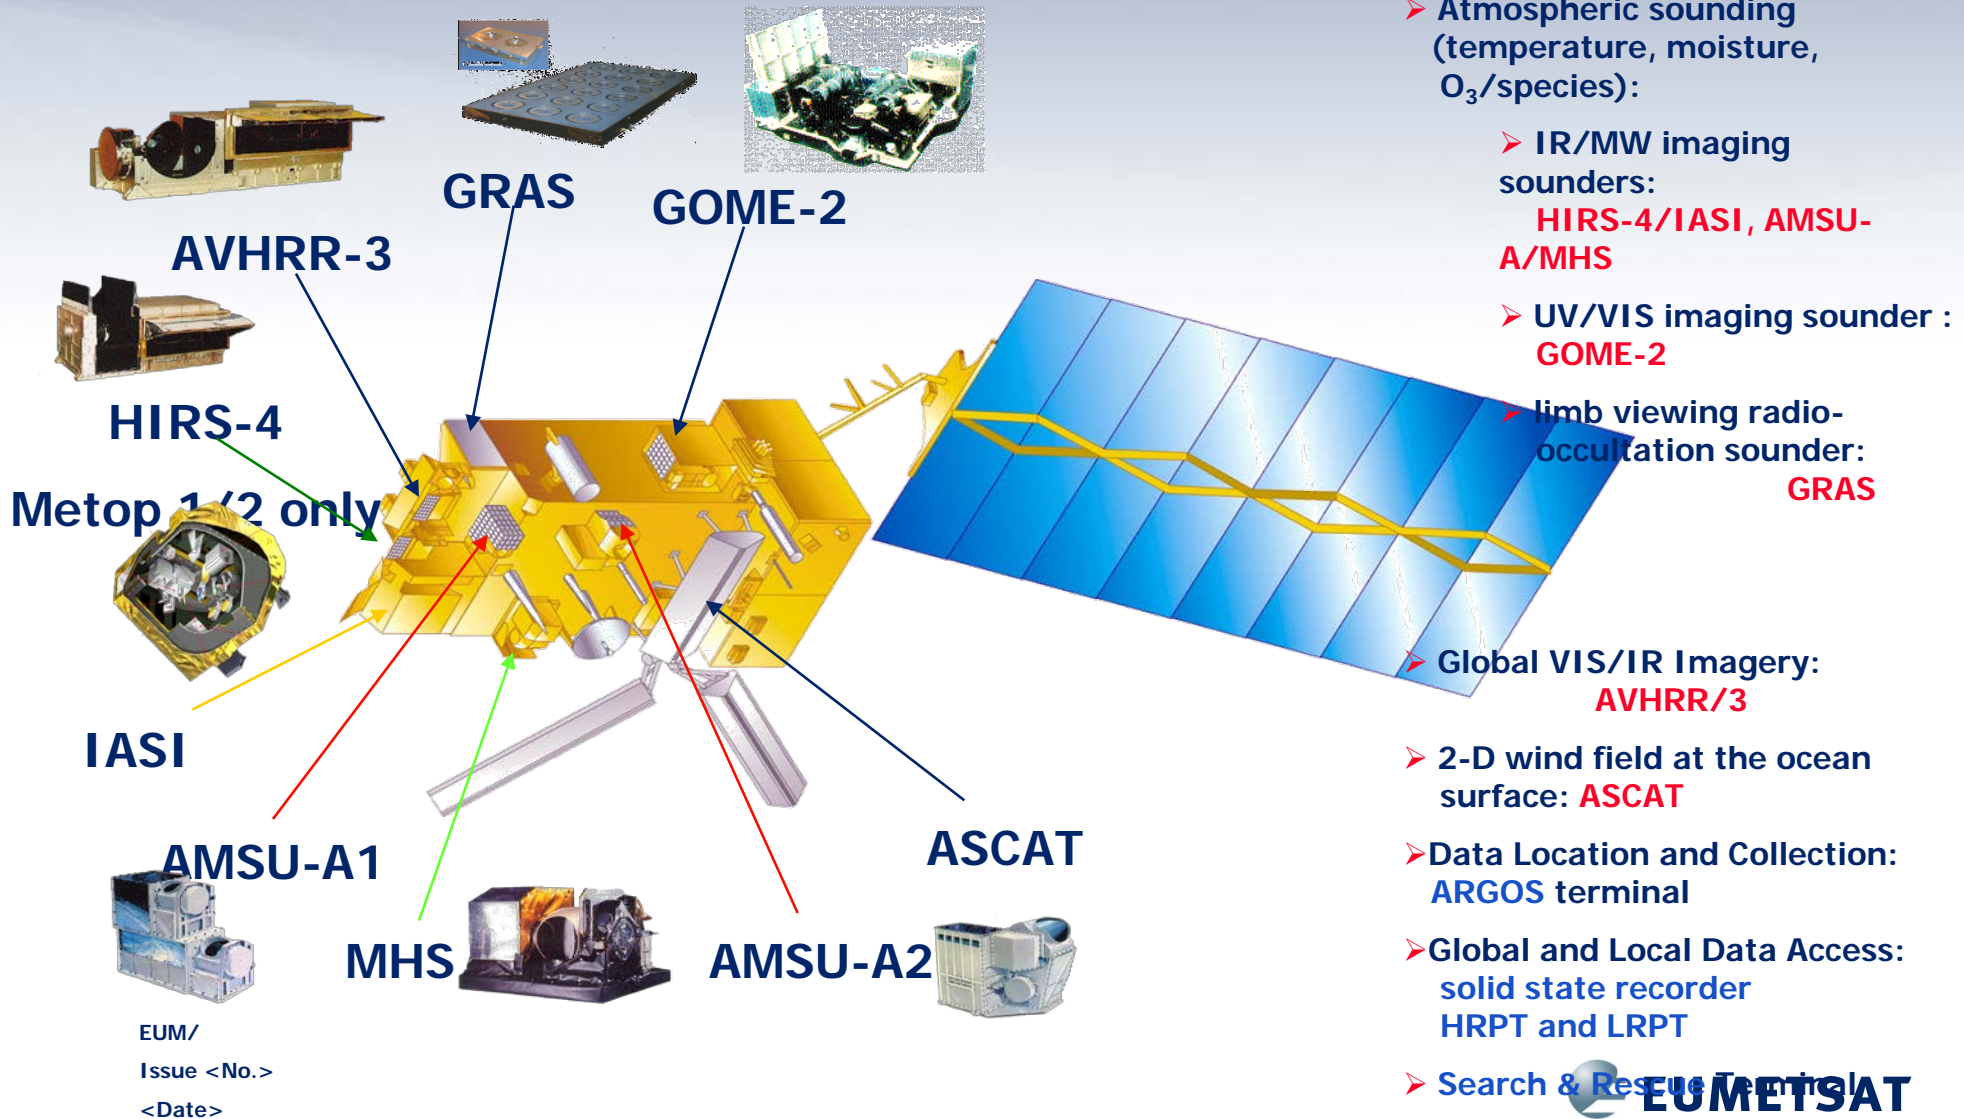 GRAS
GOME-2
AVHRR-3
HIRS-4
Metop 1/2 only
IASI
AMSU-A1
MHS
AMSU-A2
ASCAT
EUM/
Issue <No.>
<Date>
➢ Atmospheric sounding
(temperature, moisture,
O₃/species):
➢ IR/MW imaging
sounders:
HIRS-4/IASI, AMSU-
A/MHS
➢ UV/VIS imaging sounder :
GOME-2
➢ limb viewing radio-
occultation sounder:
GRAS
➢ Global VIS/IR Imagery:
AVHRR/3
➢ 2-D wind field at the ocean
surface: ASCAT
➢Data Location and Collection:
ARGOS terminal
➢Global and Local Data Access:
solid state recorder
HRPT and LRPT
➢ Search & Rescue Terminal
EUMETSAT